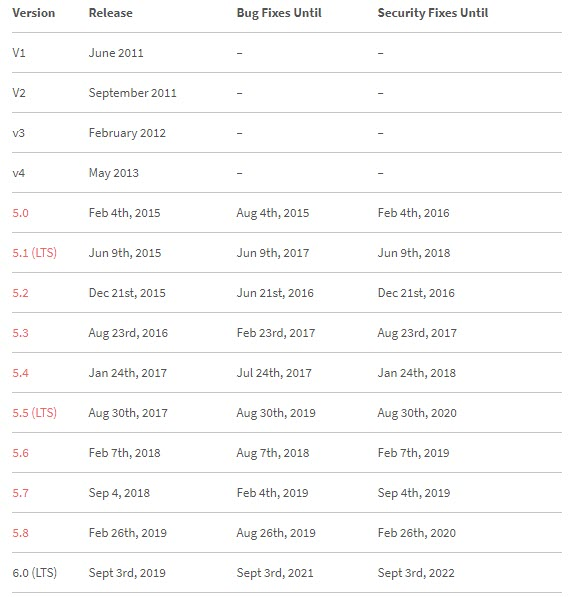 Version Release Bug Fixes Until Security Fixes Until
V1 June 2011 – –
V2 September 2011 – –
v3 February 2012 – –
v4 May 2013 – –
5.0 Feb 4th, 2015 Aug 4th, 2015 Feb 4th, 2016
5.1 (LTS) Jun 9th, 2015 Jun 9th, 2017 Jun 9th, 2018
5.2 Dec 21st, 2015 Jun 21st, 2016 Dec 21st, 2016
5.3 Aug 23rd, 2016 Feb 23rd, 2017 Aug 23rd, 2017
5.4 Jan 24th, 2017 Jul 24th, 2017 Jan 24th, 2018
5.5 (LTS) Aug 30th, 2017 Aug 30th, 2019 Aug 30th, 2020
5.6 Feb 7th, 2018 Aug 7th, 2018 Feb 7th, 2019
5.7 Sep 4, 2018 Feb 4th, 2019 Sep 4th, 2019
5.8 Feb 26th, 2019 Aug 26th, 2019 Feb 26th, 2020
6.0 (LTS) Sept 3rd, 2019 Sept 3rd, 2021 Sept 3rd, 2022